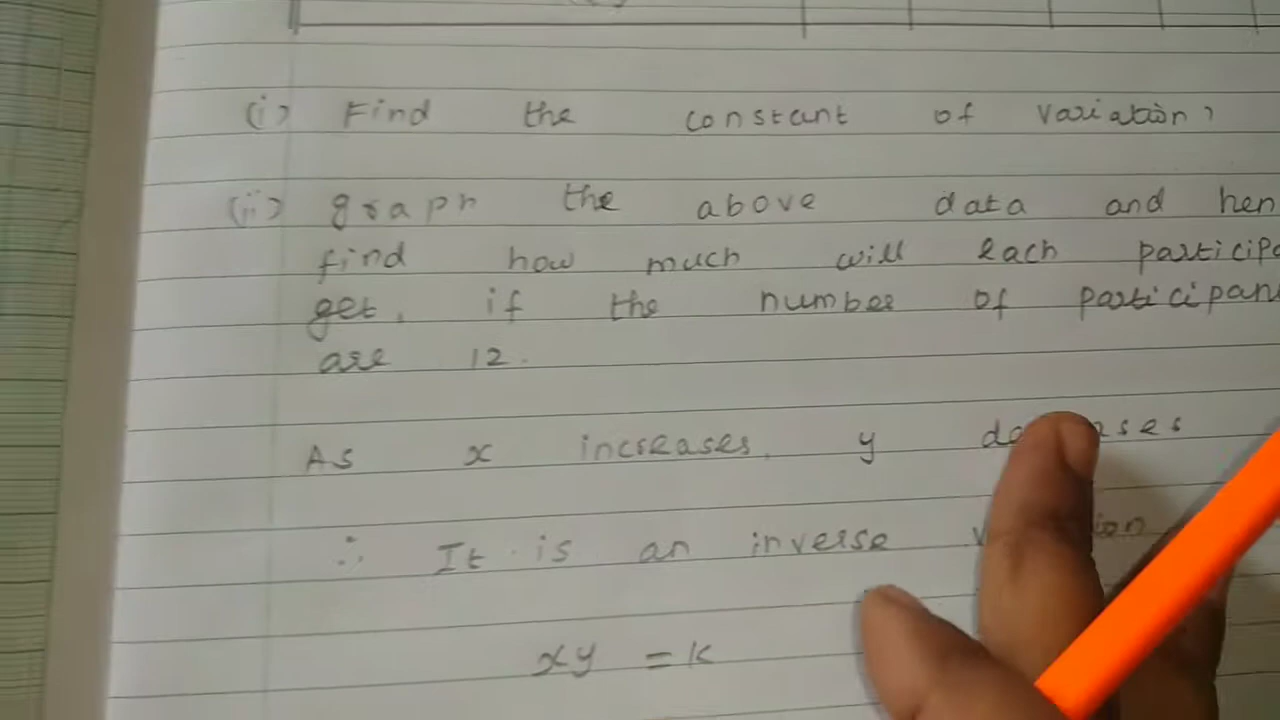 (i) Find the constant of variation?
(ii) graph the above data and hen
find how much will each participa
get, if the number of participan
are 12.
As x increases, y
∴ It is an inverse
xy = k